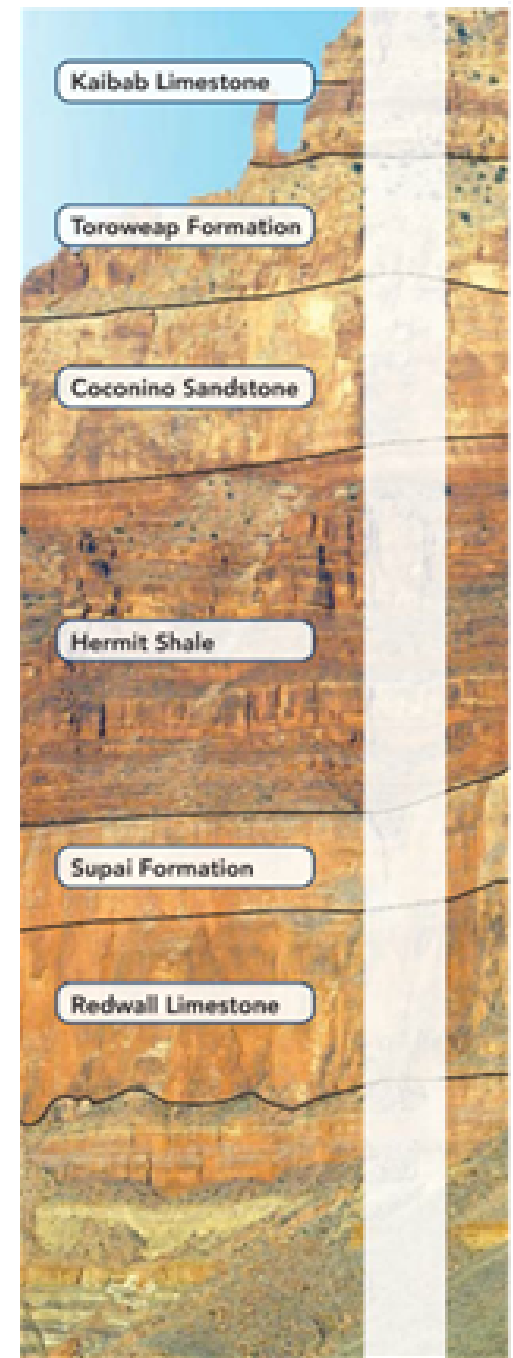 Kaibab Limestone
Toroweap Formation
Coconino Sandstone
Hermit Shale
Supai Formation
Redwall Limestone